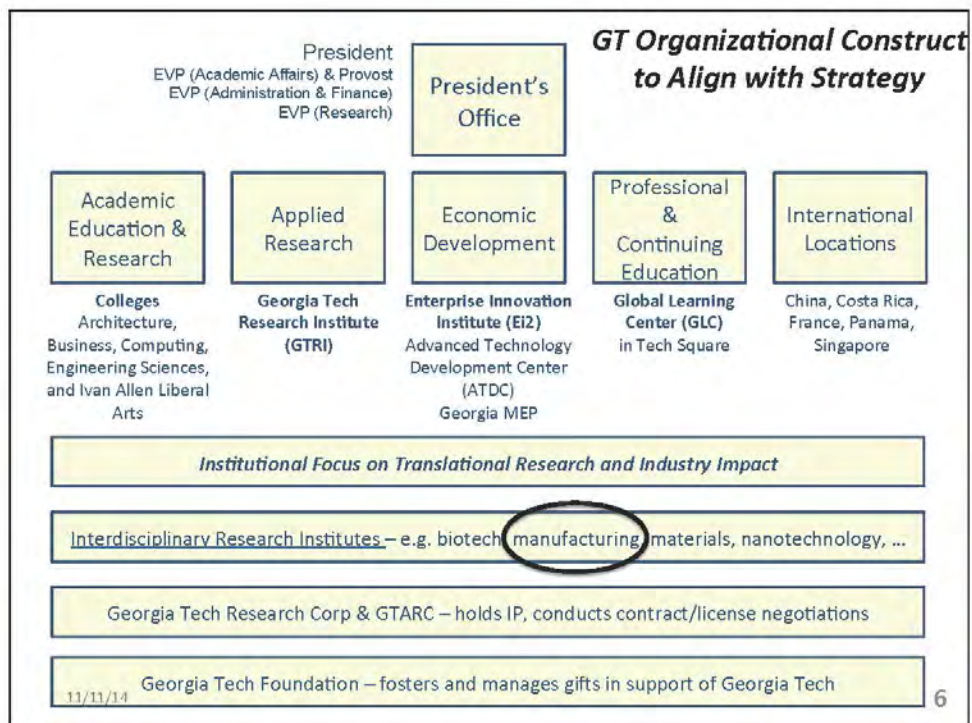 GT Organizational Construct
to Align with Strategy
President
EVP (Academic Affairs) & Provost
EVP (Administration & Finance)
EVP (Research)
President's
Office
Academic
Education &
Research
Applied
Research
Economic
Development
Professional
&
Continuing
Education
International
Locations
Colleges
Architecture,
Business, Computing,
Engineering Sciences,
and Ivan Allen Liberal
Arts
Georgia Tech
Research Institute
(GTRI)
Enterprise Innovation
Institute (Ei2)
Advanced Technology
Development Center
(ATDC)
Georgia MEP
Global Learning
Center (GLC)
in Tech Square
China, Costa Rica,
France, Panama,
Singapore
Institutional Focus on Translational Research and Industry Impact
Interdisciplinary Research Institutes – e.g. biotech, manufacturing, materials, nanotechnology, ...
Georgia Tech Research Corp & GTARC – holds IP, conducts contract/license negotiations
Georgia Tech Foundation – fosters and manages gifts in support of Georgia Tech
11/11/14
6